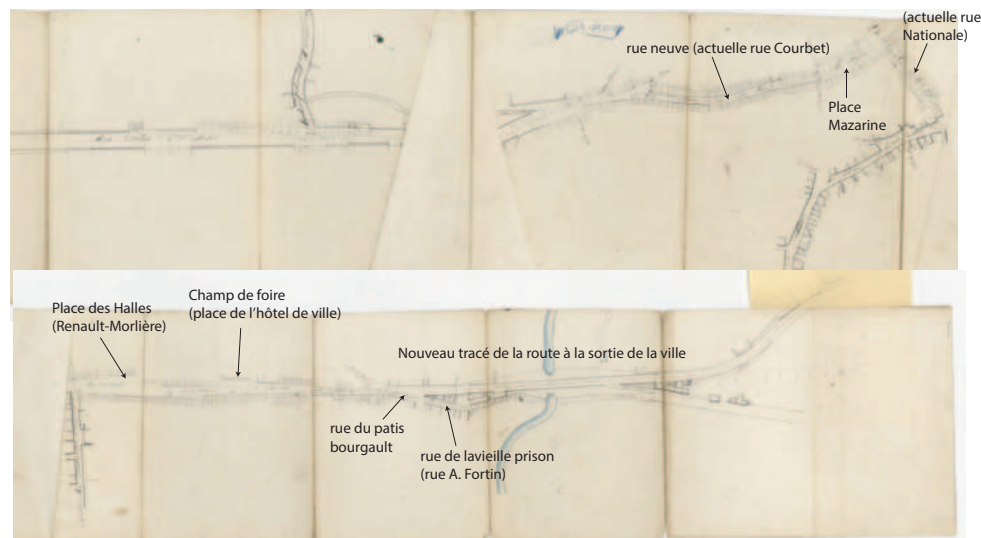 (actuelle rue
Nationale)
rue neuve (actuelle rue Courbet)
Place
Mazarine
Place des Halles
(Renault-Morlière)
Champ de foire
(place de l'hôtel de ville)
Nouveau tracé de la route à la sortie de la ville
rue du patis
bourgault
rue de lavieille prison
(rue A. Fortin)